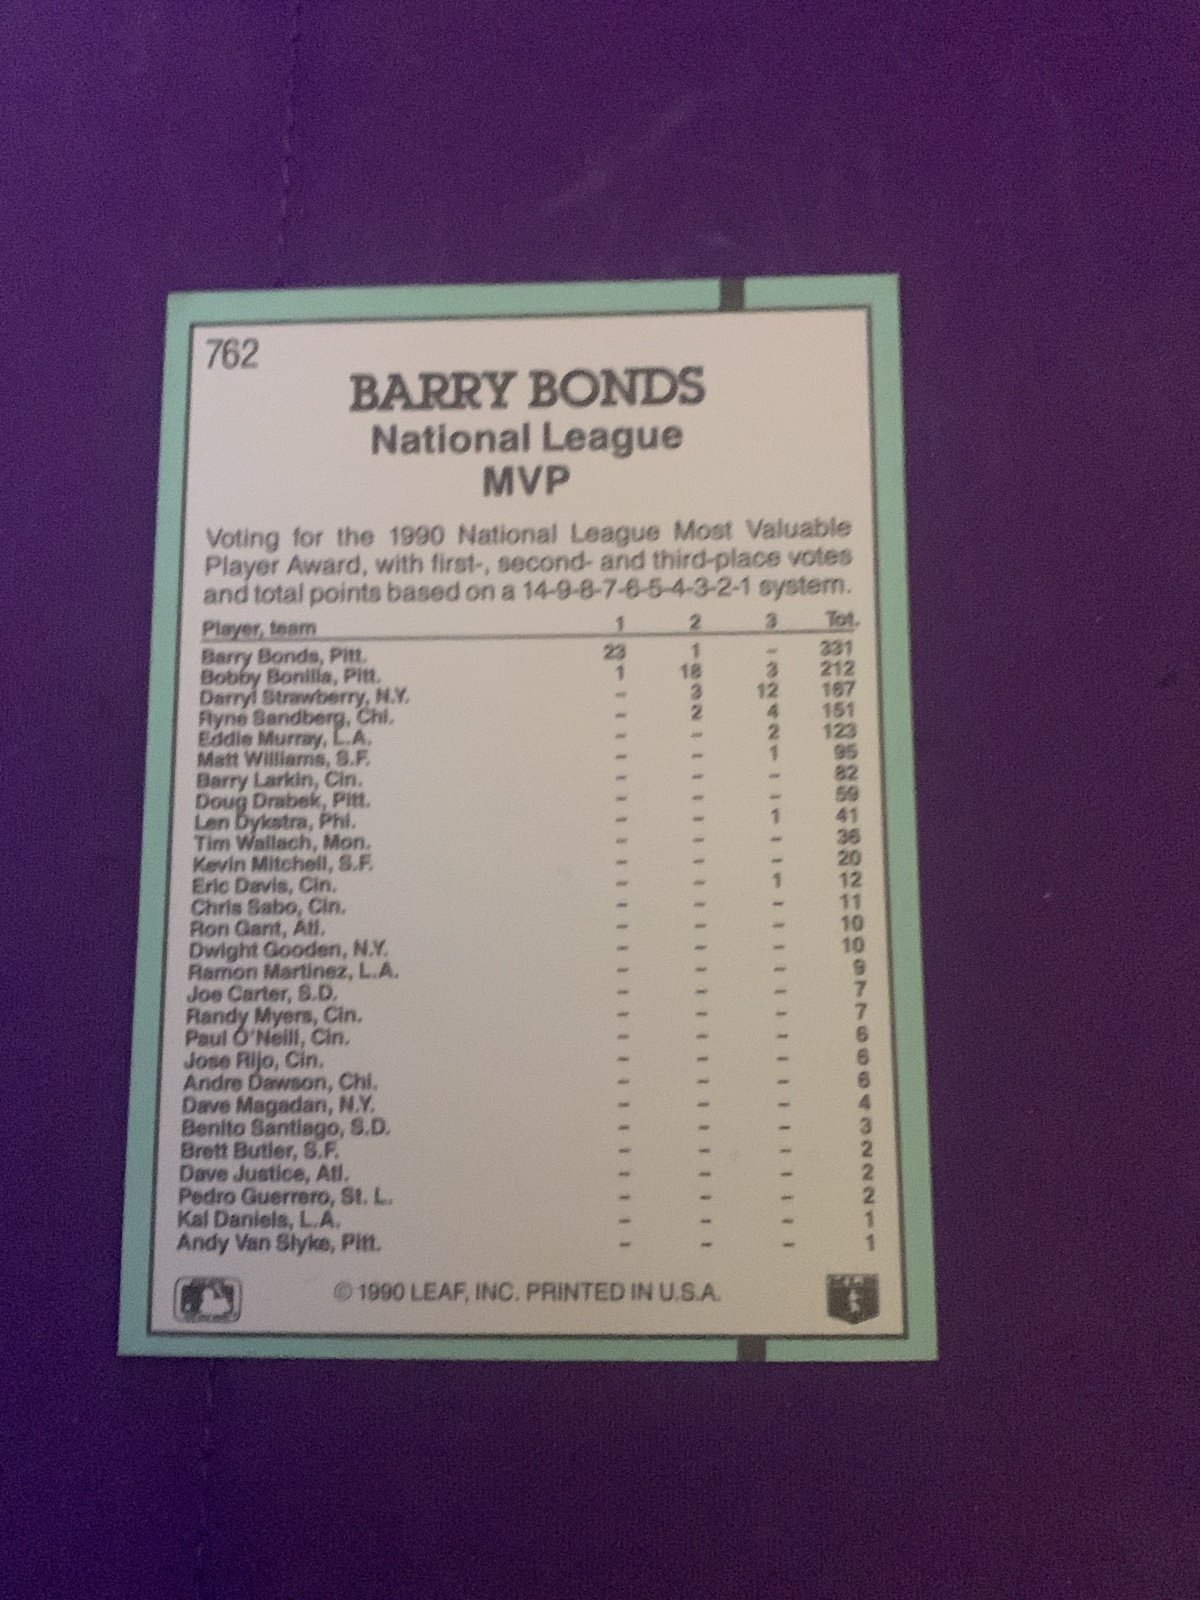 762
BARRY BONDS
National League
MVP
Voting for the 1990 National League Most Valuable
Player Award, with first-, second- and third-place votes
and total points based on a 14-9-8-7-6-5-4-3-2-1 system.
Player, team 1 2 3 Tot.
Barry Bonds, Pitt. 23 1 - 331
Bobby Bonilla, Pitt. 1 18 3 212
Darryl Strawberry, N.Y. - 3 12 167
Ryne Sandberg, Chi. - 2 4 151
Eddie Murray, L.A. - - 2 123
Matt Williams, S.F. - - 1 95
Barry Larkin, Cin. - - - 82
Doug Drabek, Pitt. - - - 59
Len Dykstra, Phi. - - 1 41
Tim Wallach, Mon. - - - 36
Kevin Mitchell, S.F. - - - 20
Eric Davis, Cin. - - 1 12
Chris Sabo, Cin. - - - 11
Ron Gant, Atl. - - - 10
Dwight Gooden, N.Y. - - - 10
Ramon Martinez, L.A. - - - 9
Joe Carter, S.D. - - - 7
Randy Myers, Cin. - - - 7
Paul O'Neill, Cin. - - - 6
Jose Rijo, Cin. - - - 6
Andre Dawson, Chi. - - - 6
Dave Magadan, N.Y. - - - 4
Benito Santiago, S.D. - - - 3
Brett Butler, S.F. - - - 2
Dave Justice, Atl. - - - 2
Pedro Guerrero, St. L. - - - 2
Kal Daniels, L.A. - - - 1
Andy Van Slyke, Pitt. - - - 1
© 1990 LEAF, INC. PRINTED IN U.S.A.